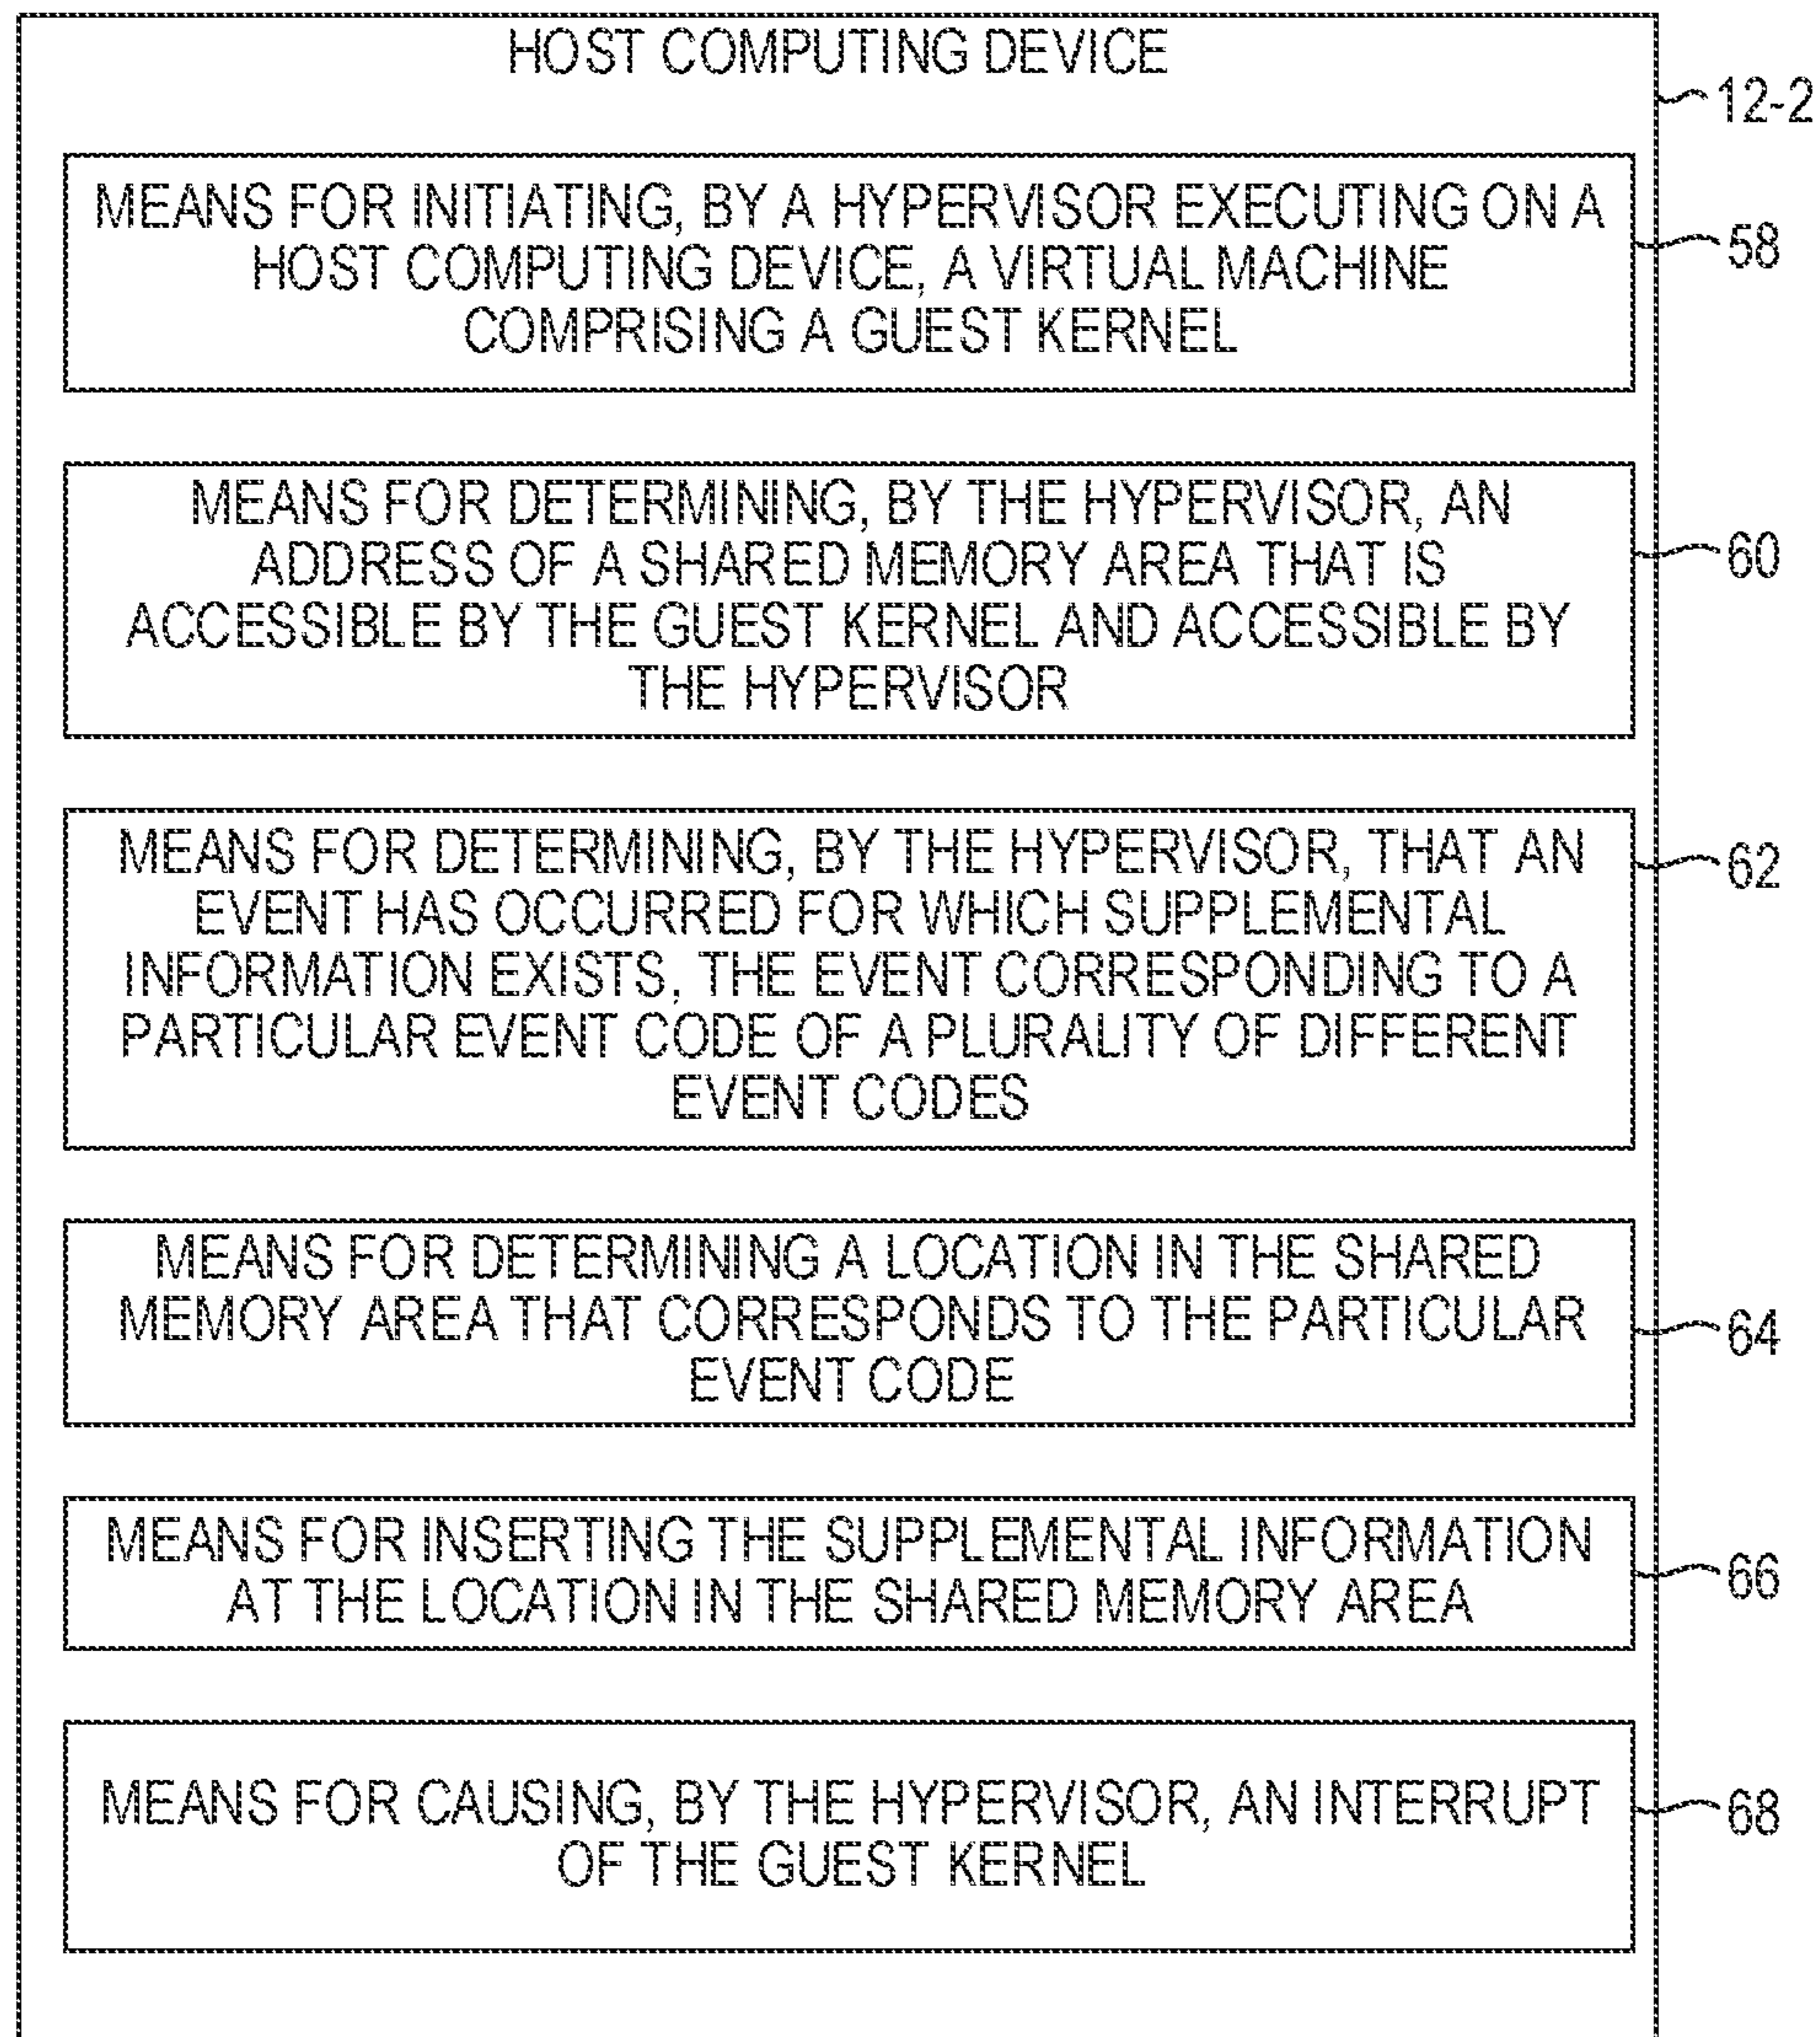 HOST COMPUTING DEVICE
12-2
MEANS FOR INITIATING, BY A HYPERVISOR EXECUTING ON A
HOST COMPUTING DEVICE, A VIRTUAL MACHINE
COMPRISING A GUEST KERNEL
58
MEANS FOR DETERMINING, BY THE HYPERVISOR, AN
ADDRESS OF A SHARED MEMORY AREA THAT IS
ACCESSIBLE BY THE GUEST KERNEL AND ACCESSIBLE BY
THE HYPERVISOR
60
MEANS FOR DETERMINING, BY THE HYPERVISOR, THAT AN
EVENT HAS OCCURRED FOR WHICH SUPPLEMENTAL
INFORMATION EXISTS, THE EVENT CORRESPONDING TO A
PARTICULAR EVENT CODE OF A PLURALITY OF DIFFERENT
EVENT CODES
62
MEANS FOR DETERMINING A LOCATION IN THE SHARED
MEMORY AREA THAT CORRESPONDS TO THE PARTICULAR
EVENT CODE
64
MEANS FOR INSERTING THE SUPPLEMENTAL INFORMATION
AT THE LOCATION IN THE SHARED MEMORY AREA
66
MEANS FOR CAUSING, BY THE HYPERVISOR, AN INTERRUPT
OF THE GUEST KERNEL
68